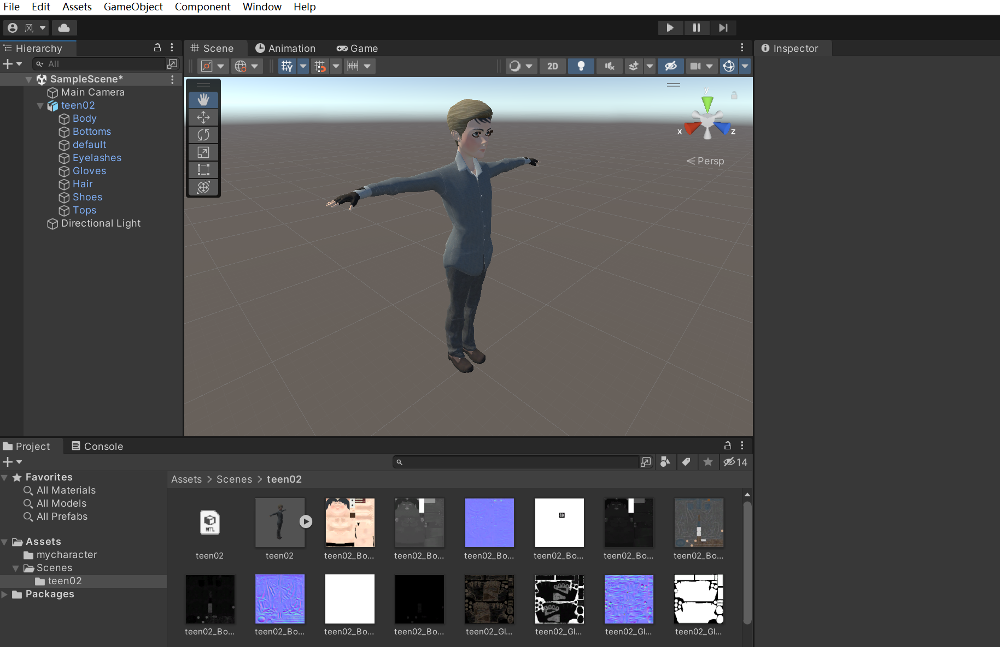 File Edit Assets GameObject Component Window Help
风
Hierarchy
All
SampleScene*
Main Camera
teen02
Body
Bottoms
default
Eyelashes
Gloves
Hair
Shoes
Tops
Directional Light
Scene Animation Game
2D
y
x
z
Persp
Inspector
Project Console
14
Favorites
All Materials
All Models
All Prefabs
Assets
mycharacter
Scenes
teen02
Packages
Assets > Scenes > teen02
MTL
teen02 teen02 teen02_Bo... teen02_Bo... teen02_Bo... teen02_Bo... teen02_Bo... teen02_Bo...
teen02_Bo... teen02_Bo... teen02_Bo... teen02_Bo... teen02_Gl... teen02_Gl... teen02_Gl... teen02_Gl...